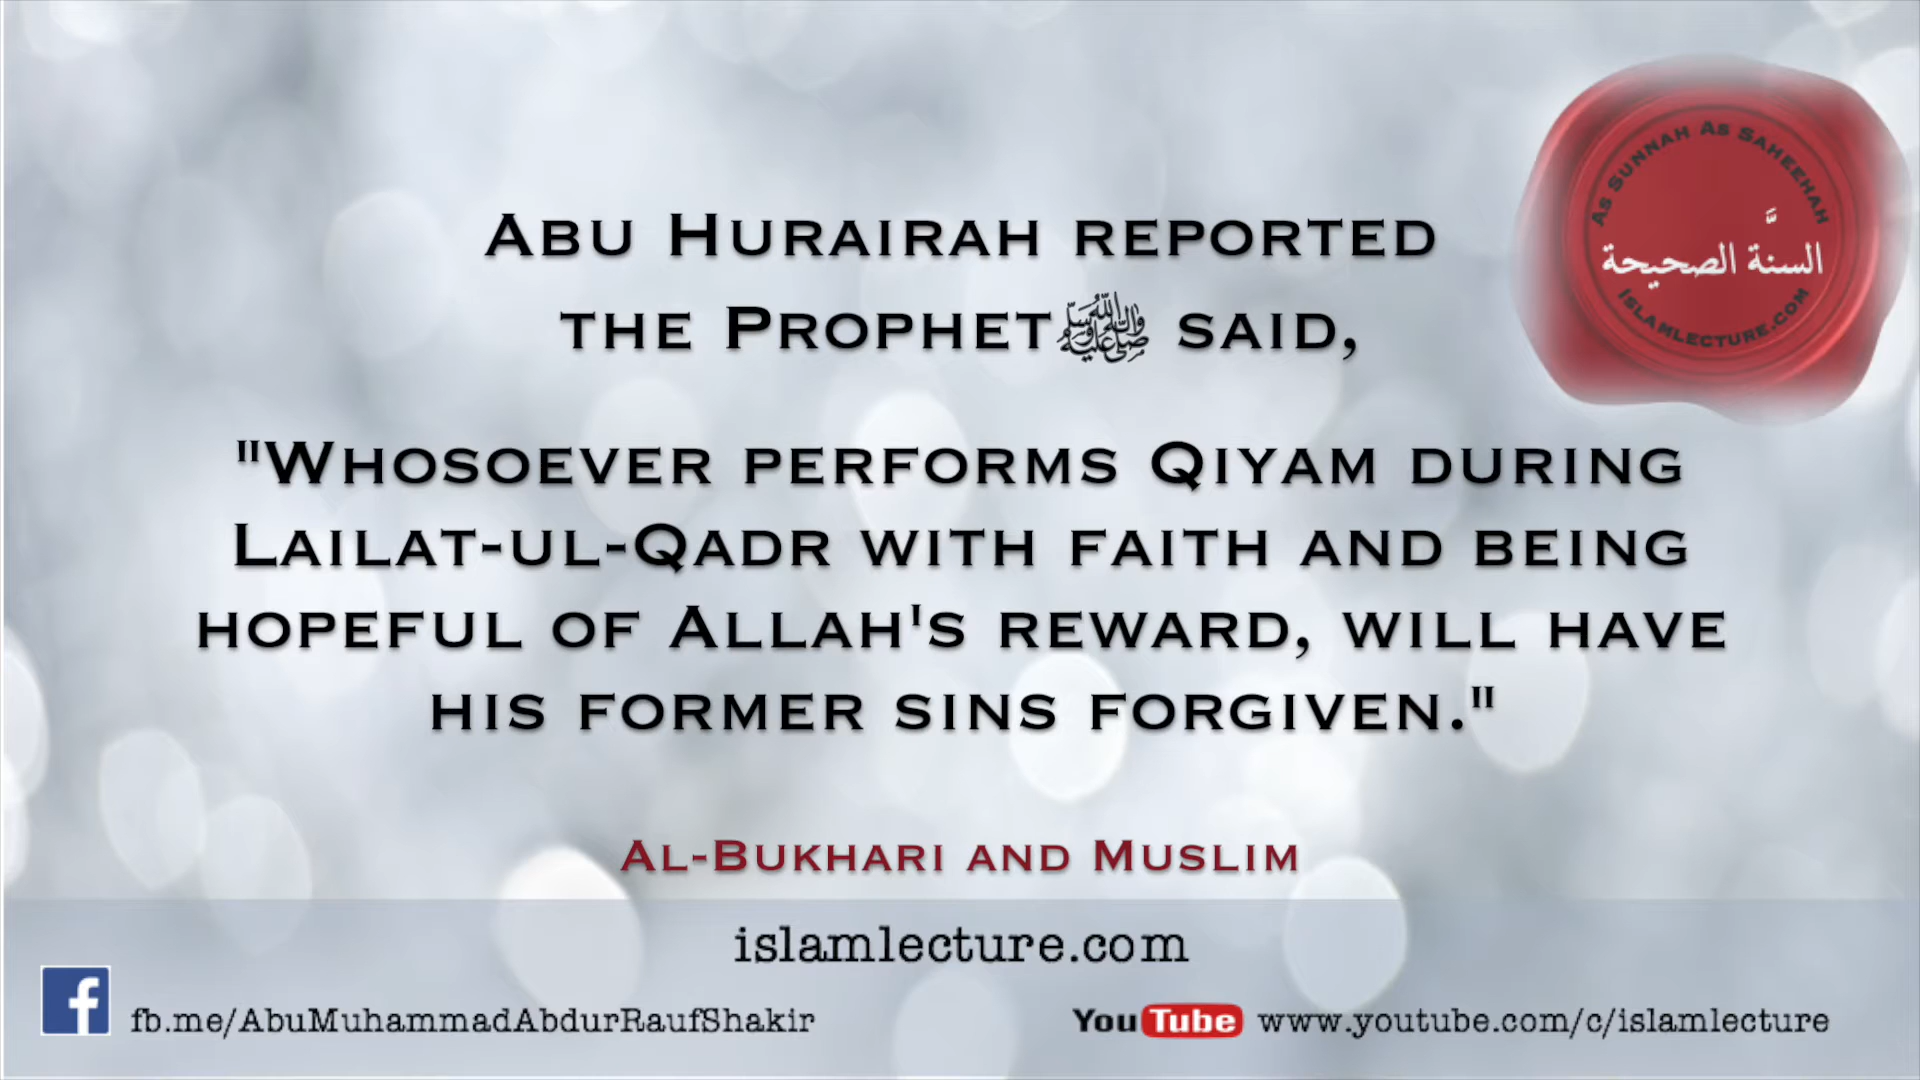 As Sunnah As Saheehah
السنَّة الصحيحة
Islamlecture.com
Abu Hurairah reported
the Prophetﷺ said,
"Whosoever performs Qiyam during
Lailat-ul-Qadr with faith and being
hopeful of Allah's reward, will have
his former sins forgiven."
Al-Bukhari and Muslim
islamlecture.com
f fb.me/AbuMuhammadAbdurRaufShakir
YouTube www.youtube.com/c/islamlecture